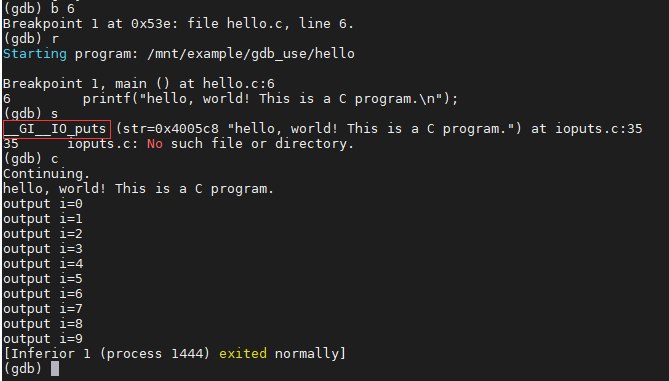 (gdb) b 6
Breakpoint 1 at 0x53e: file hello.c, line 6.
(gdb) r
Starting program: /mnt/example/gdb_use/hello
Breakpoint 1, main () at hello.c:6
6       printf("hello, world! This is a C program.\n");
(gdb) s
__GI__IO_puts (str=0x4005c8 "hello, world! This is a C program.") at ioputs.c:35
35      ioputs.c: No such file or directory.
(gdb) c
Continuing.
hello, world! This is a C program.
output i=0
output i=1
output i=2
output i=3
output i=4
output i=5
output i=6
output i=7
output i=8
output i=9
[Inferior 1 (process 1444) exited normally]
(gdb)